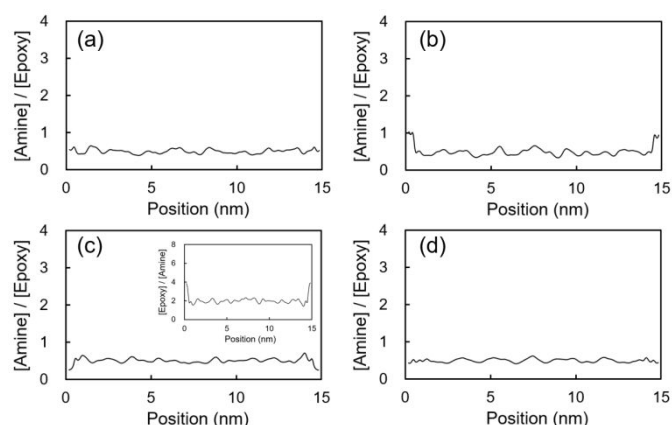 (a)
[Amine] / [Epoxy]
4
3
2
1
0
0 5 10 15
Position (nm)
(b)
[Amine] / [Epoxy]
4
3
2
1
0
0 5 10 15
Position (nm)
(c)
[Amine] / [Epoxy]
4
3
2
1
0
0 5 10 15
Position (nm)
[Epoxy] / [Amine]
8
6
4
2
0
0 5 10 15
Position (nm)
(d)
[Amine] / [Epoxy]
4
3
2
1
0
0 5 10 15
Position (nm)